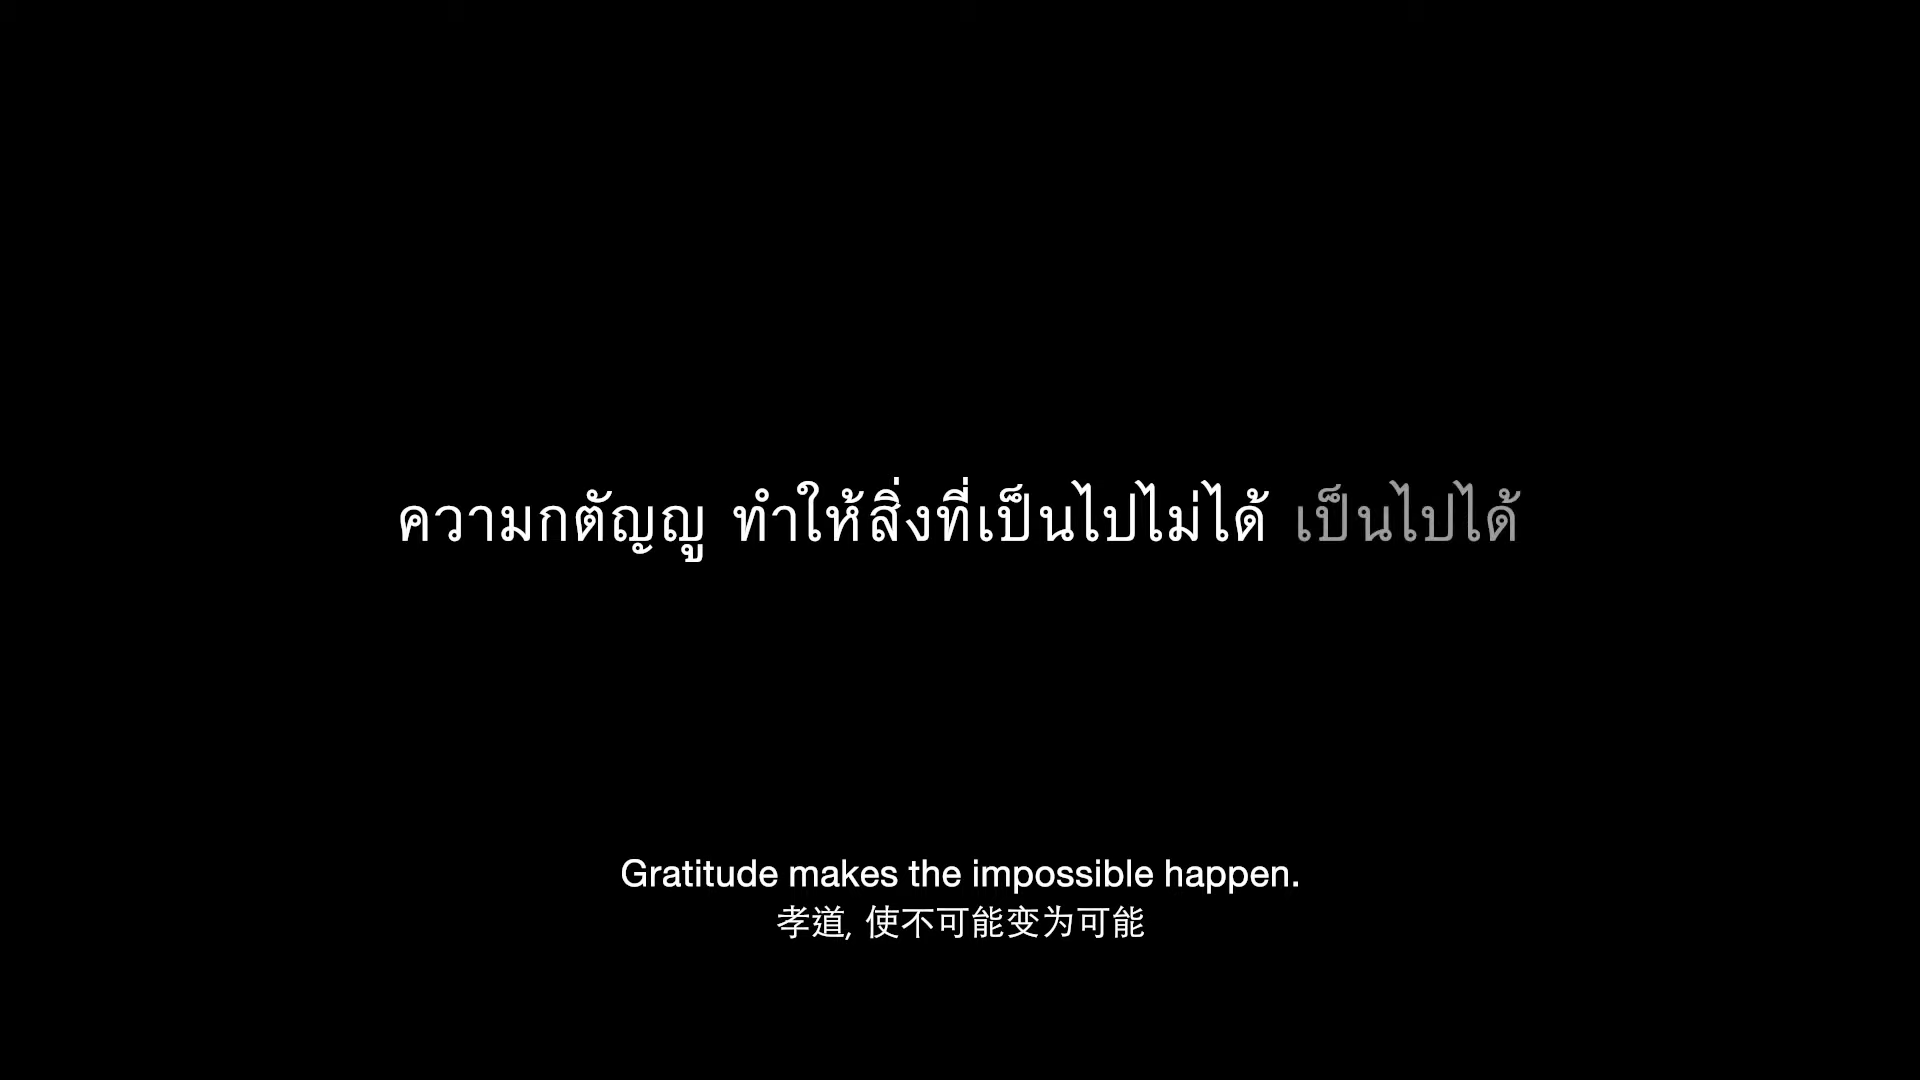 ความกตัญญู ทำให้สิ่งที่เป็นไปไม่ได้ เป็นไปได้
Gratitude makes the impossible happen.
孝道, 使不可能变为可能